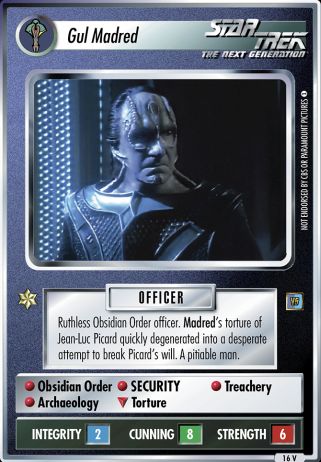 Gul Madred
STAR TREK
THE NEXT GENERATION
NOT ENDORSED BY CBS OR PARAMOUNT PICTURES
OFFICER
Ruthless Obsidian Order officer. Madred's torture of
Jean-Luc Picard quickly degenerated into a desperate
attempt to break Picard's will. A pitiable man.
Obsidian Order SECURITY Treachery
Archaeology Torture
INTEGRITY 2 CUNNING 8 STRENGTH 6
16 V